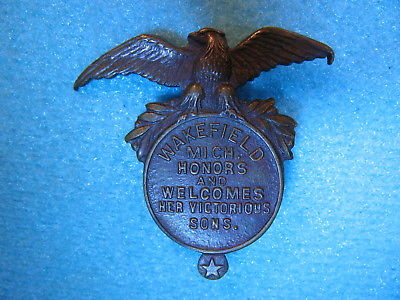 WAKEFIELD
MICH.
HONORS
AND
WELCOMES
HER VICTORIOUS
SONS.